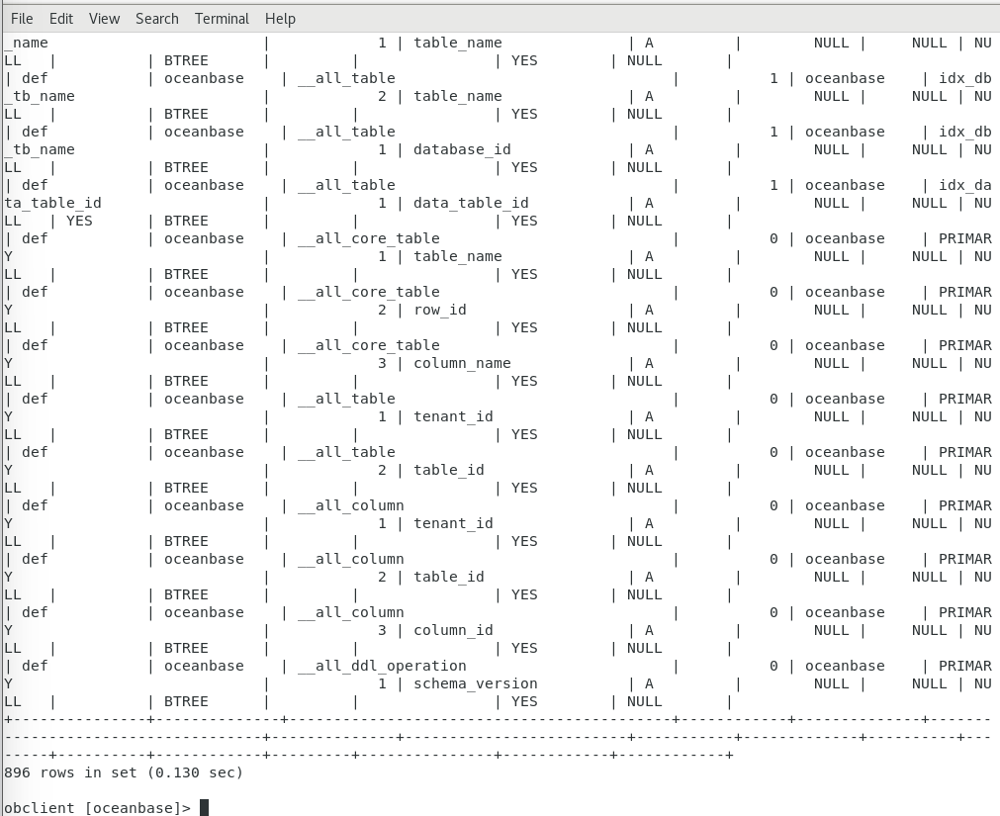 File Edit View Search Terminal Help
_name                           |            1 | table_name              | A         |        NULL |     NULL | NU
LL   |          | BTREE      |         |               | YES        | NULL       |
| def           | oceanbase    | __all_table                               |          1 | oceanbase    | idx_db
_tb_name                        |            2 | table_name              | A         |        NULL |     NULL | NU
LL   |          | BTREE      |         |               | YES        | NULL       |
| def           | oceanbase    | __all_table                               |          1 | oceanbase    | idx_db
_tb_name                        |            1 | database_id             | A         |        NULL |     NULL | NU
LL   |          | BTREE      |         |               | YES        | NULL       |
| def           | oceanbase    | __all_table                               |          1 | oceanbase    | idx_da
ta_table_id                     |            1 | data_table_id           | A         |        NULL |     NULL | NU
LL   | YES      | BTREE      |         |               | YES        | NULL       |
| def           | oceanbase    | __all_core_table                          |          0 | oceanbase    | PRIMAR
Y                               |            1 | table_name              | A         |        NULL |     NULL | NU
LL   |          | BTREE      |         |               | YES        | NULL       |
| def           | oceanbase    | __all_core_table                          |          0 | oceanbase    | PRIMAR
Y                               |            2 | row_id                  | A         |        NULL |     NULL | NU
LL   |          | BTREE      |         |               | YES        | NULL       |
| def           | oceanbase    | __all_core_table                          |          0 | oceanbase    | PRIMAR
Y                               |            3 | column_name             | A         |        NULL |     NULL | NU
LL   |          | BTREE      |         |               | YES        | NULL       |
| def           | oceanbase    | __all_table                               |          0 | oceanbase    | PRIMAR
Y                               |            1 | tenant_id               | A         |        NULL |     NULL | NU
LL   |          | BTREE      |         |               | YES        | NULL       |
| def           | oceanbase    | __all_table                               |          0 | oceanbase    | PRIMAR
Y                               |            2 | table_id                | A         |        NULL |     NULL | NU
LL   |          | BTREE      |         |               | YES        | NULL       |
| def           | oceanbase    | __all_column                              |          0 | oceanbase    | PRIMAR
Y                               |            1 | tenant_id               | A         |        NULL |     NULL | NU
LL   |          | BTREE      |         |               | YES        | NULL       |
| def           | oceanbase    | __all_column                              |          0 | oceanbase    | PRIMAR
Y                               |            2 | table_id                | A         |        NULL |     NULL | NU
LL   |          | BTREE      |         |               | YES        | NULL       |
| def           | oceanbase    | __all_column                              |          0 | oceanbase    | PRIMAR
Y                               |            3 | column_id               | A         |        NULL |     NULL | NU
LL   |          | BTREE      |         |               | YES        | NULL       |
| def           | oceanbase    | __all_ddl_operation                       |          0 | oceanbase    | PRIMAR
Y                               |            1 | schema_version          | A         |        NULL |     NULL | NU
LL   |          | BTREE      |         |               | YES        | NULL       |
+---------------+--------------+-------------------------------------------+------------+--------------+-------
-----------------------------+--------------+-------------------------+-----------+-------------+----------+---
-----+----------+------------+---------+---------------+------------+------------+
896 rows in set (0.130 sec)
obclient [oceanbase]>